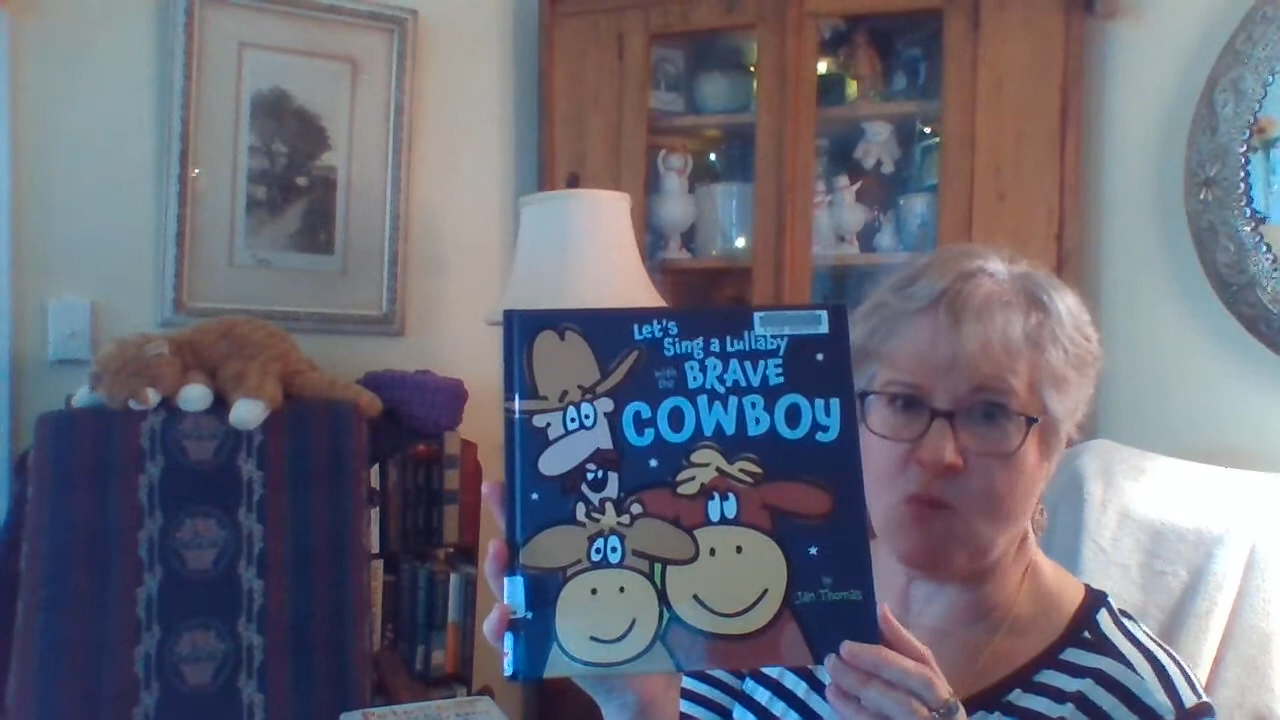 Let's
Sing a Lullaby
with the BRAVE
COWBOY
by
Jan Thomas